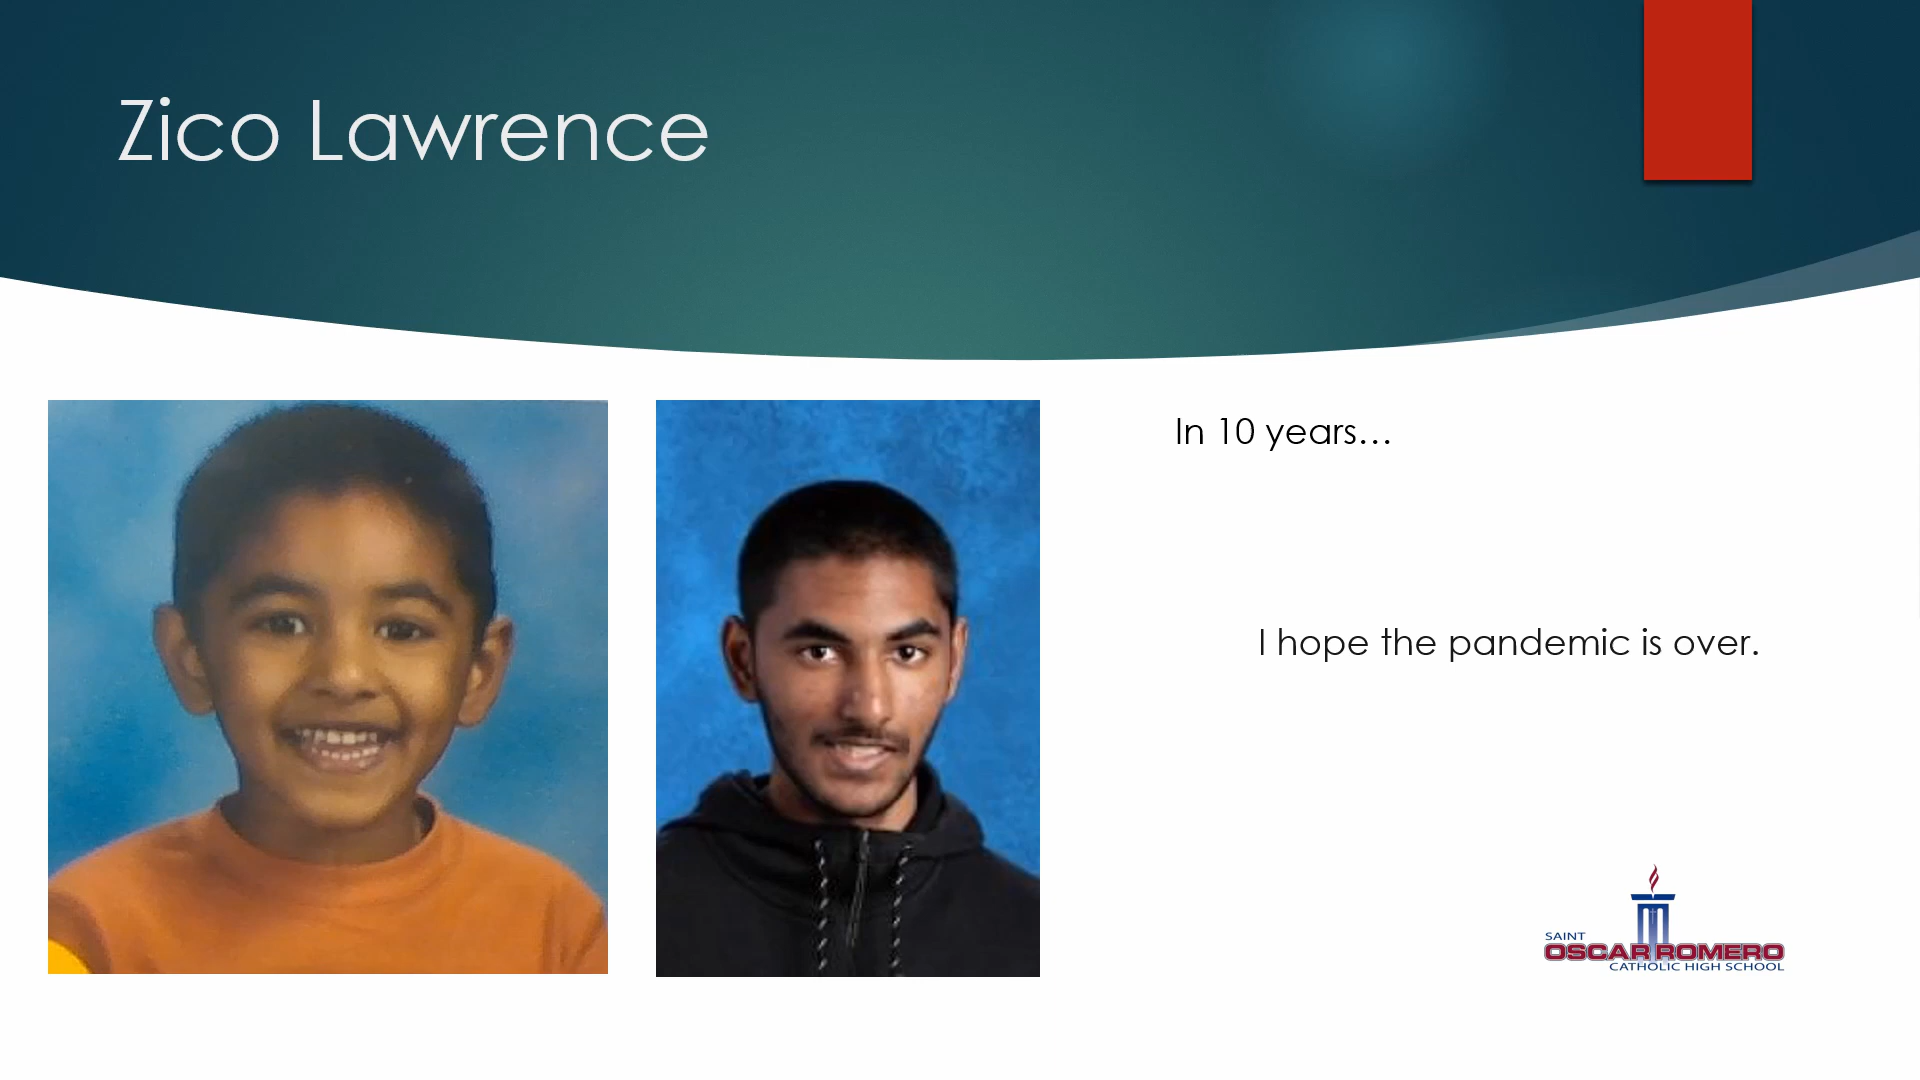 Zico Lawrence
In 10 years…
I hope the pandemic is over.
SAINT
OSCAR ROMERO
CATHOLIC HIGH SCHOOL